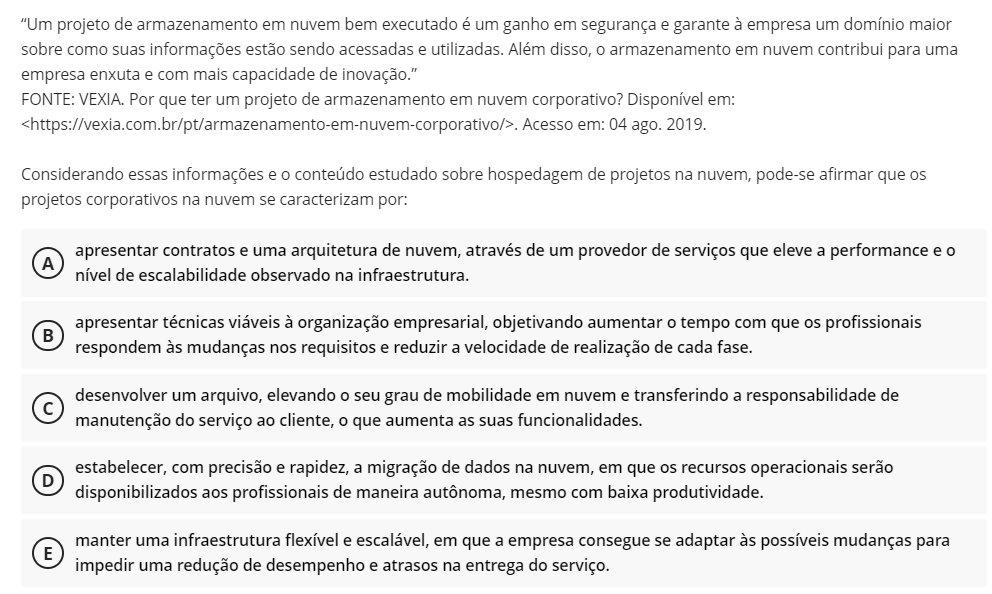 “Um projeto de armazenamento em nuvem bem executado é um ganho em segurança e garante à empresa um domínio maior
sobre como suas informações estão sendo acessadas e utilizadas. Além disso, o armazenamento em nuvem contribui para uma
empresa enxuta e com mais capacidade de inovação.”
FONTE: VEXIA. Por que ter um projeto de armazenamento em nuvem corporativo? Disponível em:
<https://vexia.com.br/pt/armazenamento-em-nuvem-corporativo/>. Acesso em: 04 ago. 2019.
Considerando essas informações e o conteúdo estudado sobre hospedagem de projetos na nuvem, pode-se afirmar que os
projetos corporativos na nuvem se caracterizam por:
A
apresentar contratos e uma arquitetura de nuvem, através de um provedor de serviços que eleve a performance e o
nível de escalabilidade observado na infraestrutura.
B
apresentar técnicas viáveis à organização empresarial, objetivando aumentar o tempo com que os profissionais
respondem às mudanças nos requisitos e reduzir a velocidade de realização de cada fase.
C
desenvolver um arquivo, elevando o seu grau de mobilidade em nuvem e transferindo a responsabilidade de
manutenção do serviço ao cliente, o que aumenta as suas funcionalidades.
D
estabelecer, com precisão e rapidez, a migração de dados na nuvem, em que os recursos operacionais serão
disponibilizados aos profissionais de maneira autônoma, mesmo com baixa produtividade.
E
manter uma infraestrutura flexível e escalável, em que a empresa consegue se adaptar às possíveis mudanças para
impedir uma redução de desempenho e atrasos na entrega do serviço.